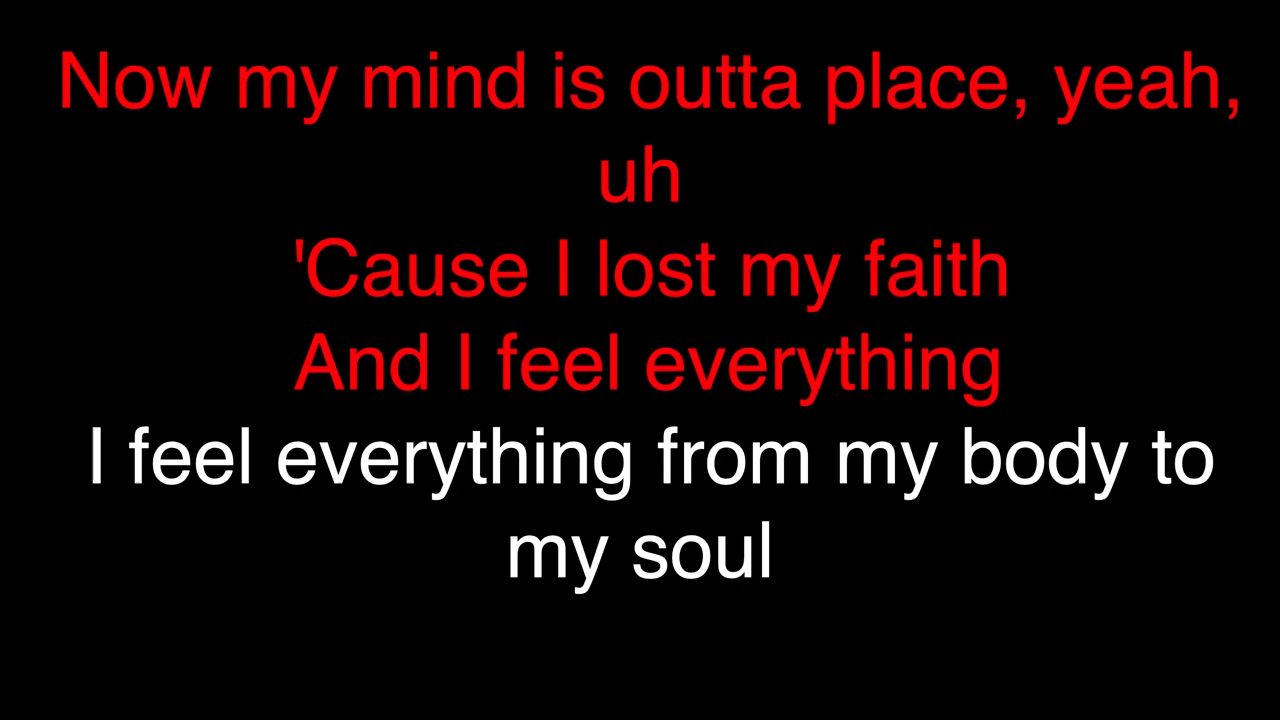 Now my mind is outta place, yeah,
uh
'Cause I lost my faith
And I feel everything
I feel everything from my body to
my soul